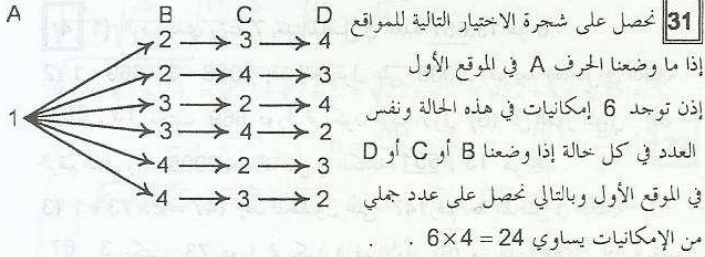 A B C D
31 نحصل على شجرة الاختيار التالية للمواقع
إذا ما وضعنا الحرف A في الموقع الأول
إذن توجد 6 إمكانيات في هذه الحالة ونفس
العدد في كل حالة إذا وضعنا B أو C أو D
في الموقع الأول وبالتالي نحصل على عدد جملي
من الإمكانيات يساوي 24 = 4×6 .
1
2 → 3 → 4
2 → 4 → 3
3 → 2 → 4
3 → 4 → 2
4 → 2 → 3
4 → 3 → 2